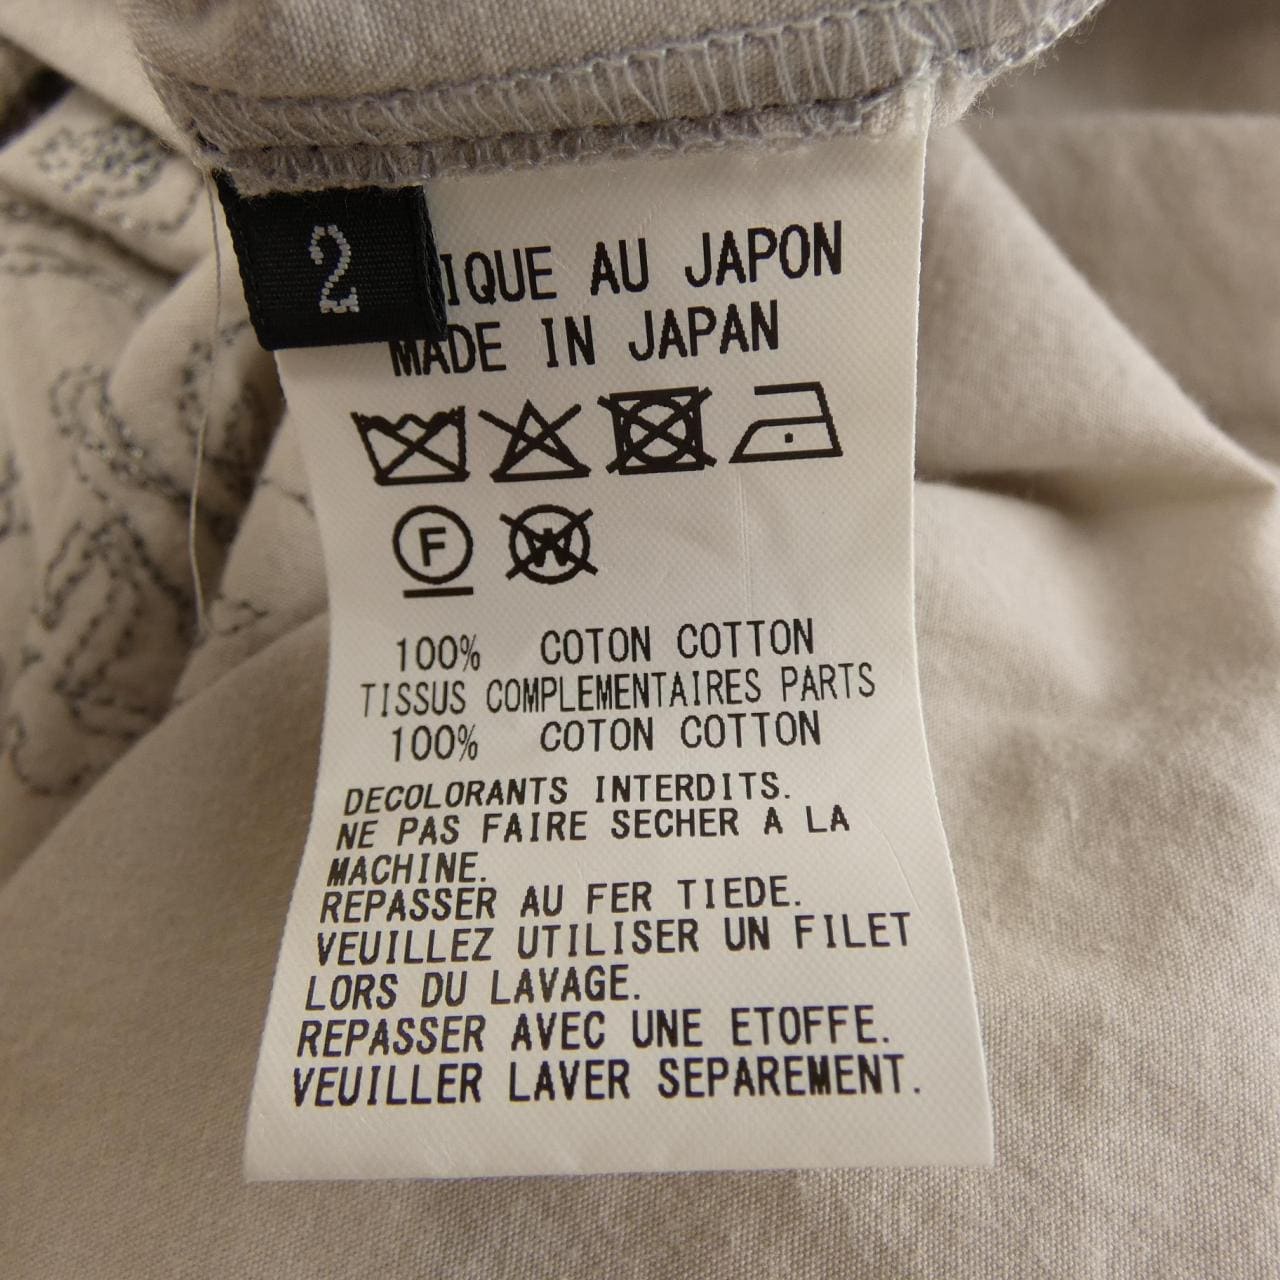 2
IQUE AU JAPON
MADE IN JAPAN
F
W
100% COTON COTTON
TISSUS COMPLEMENTAIRES PARTS
100% COTON COTTON
DECOLORANTS INTERDITS.
NE PAS FAIRE SECHER A LA
MACHINE.
REPASSER AU FER TIEDE.
VEUILLEZ UTILISER UN FILET
LORS DU LAVAGE.
REPASSER AVEC UNE ETOFFE.
VEUILLER LAVER SEPAREMENT.